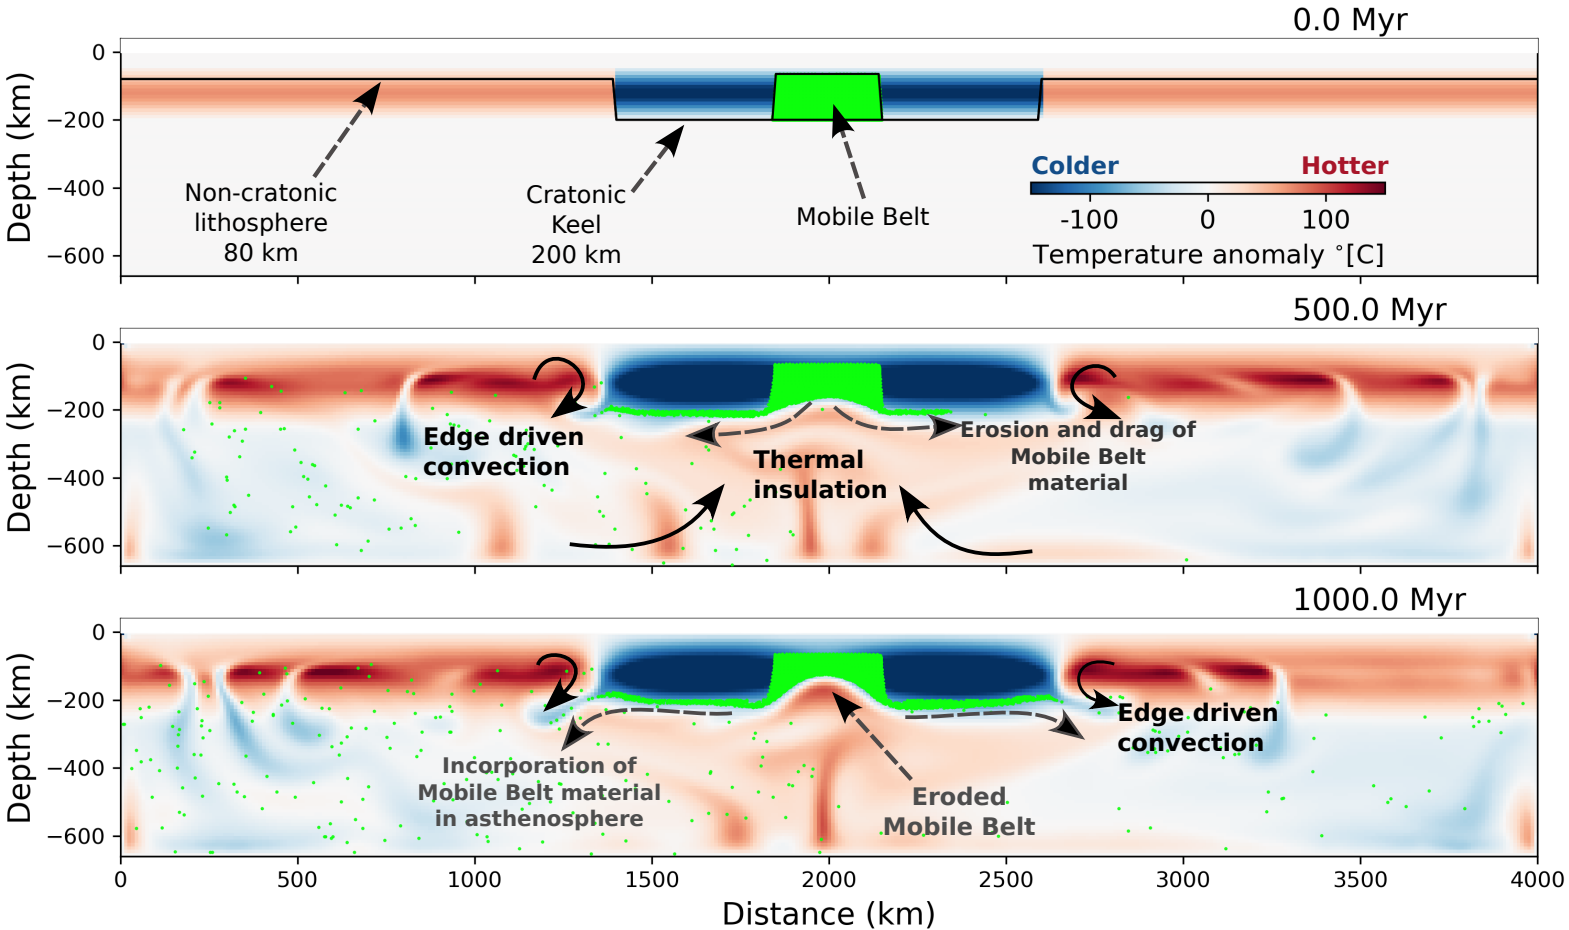 0.0 Myr
0
−200
−400
−600
Depth (km)
Non-cratonic
lithosphere
80 km
Cratonic
Keel
200 km
Mobile Belt
Colder
Hotter
-100
0
100
Temperature anomaly °[C]
500.0 Myr
0
−200
−400
−600
Depth (km)
Edge driven
convection
Thermal
insulation
Erosion and drag of
Mobile Belt
material
1000.0 Myr
0
−200
−400
−600
Depth (km)
Incorporation of
Mobile Belt material
in asthenosphere
Eroded
Mobile Belt
Edge driven
convection
0
500
1000
1500
2000
2500
3000
3500
4000
Distance (km)